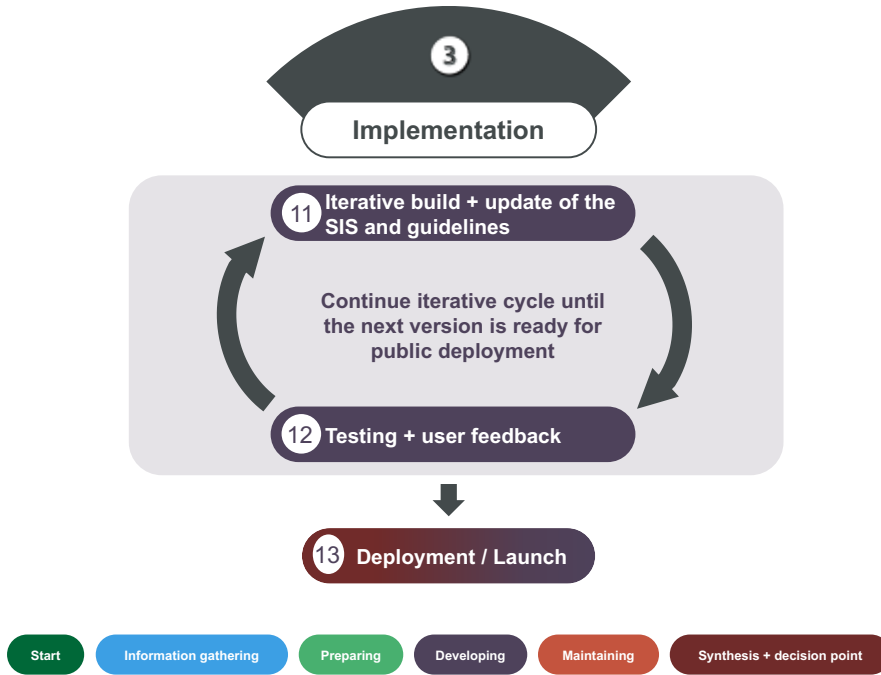 3
Implementation
11 Iterative build + update of the
SIS and guidelines
Continue iterative cycle until
the next version is ready for
public deployment
12 Testing + user feedback
13 Deployment / Launch
Start Information gathering Preparing Developing Maintaining Synthesis + decision point